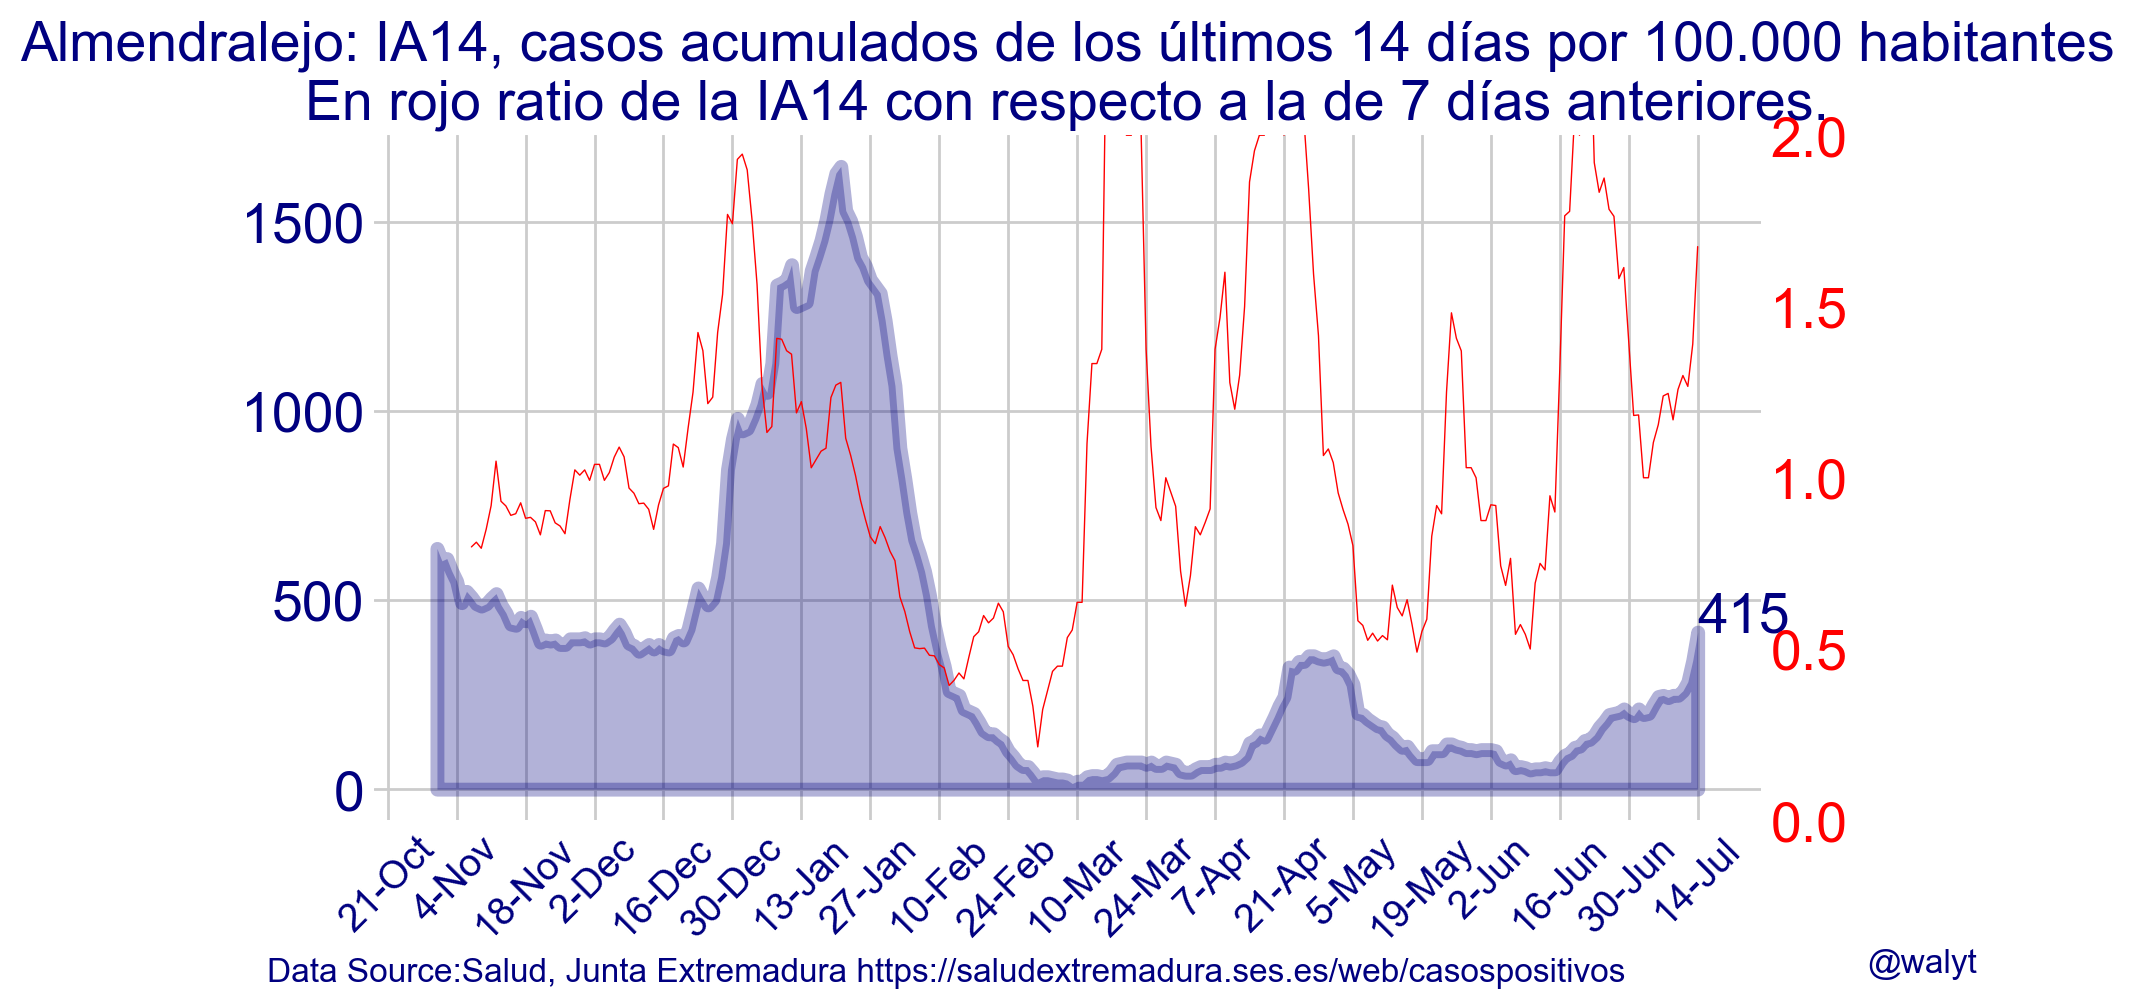 Almendralejo: IA14, casos acumulados de los últimos 14 días por 100.000 habitantes
En rojo ratio de la IA14 con respecto a la de 7 días anteriores.
2.0
1500
1.5
1000
1.0
500
415
0.5
0
0.0
21-Oct
4-Nov
18-Nov
2-Dec
16-Dec
30-Dec
13-Jan
27-Jan
10-Feb
24-Feb
10-Mar
24-Mar
7-Apr
21-Apr
5-May
19-May
2-Jun
16-Jun
30-Jun
14-Jul
Data Source:Salud, Junta Extremadura https://saludextremadura.ses.es/web/casospositivos
@walyt